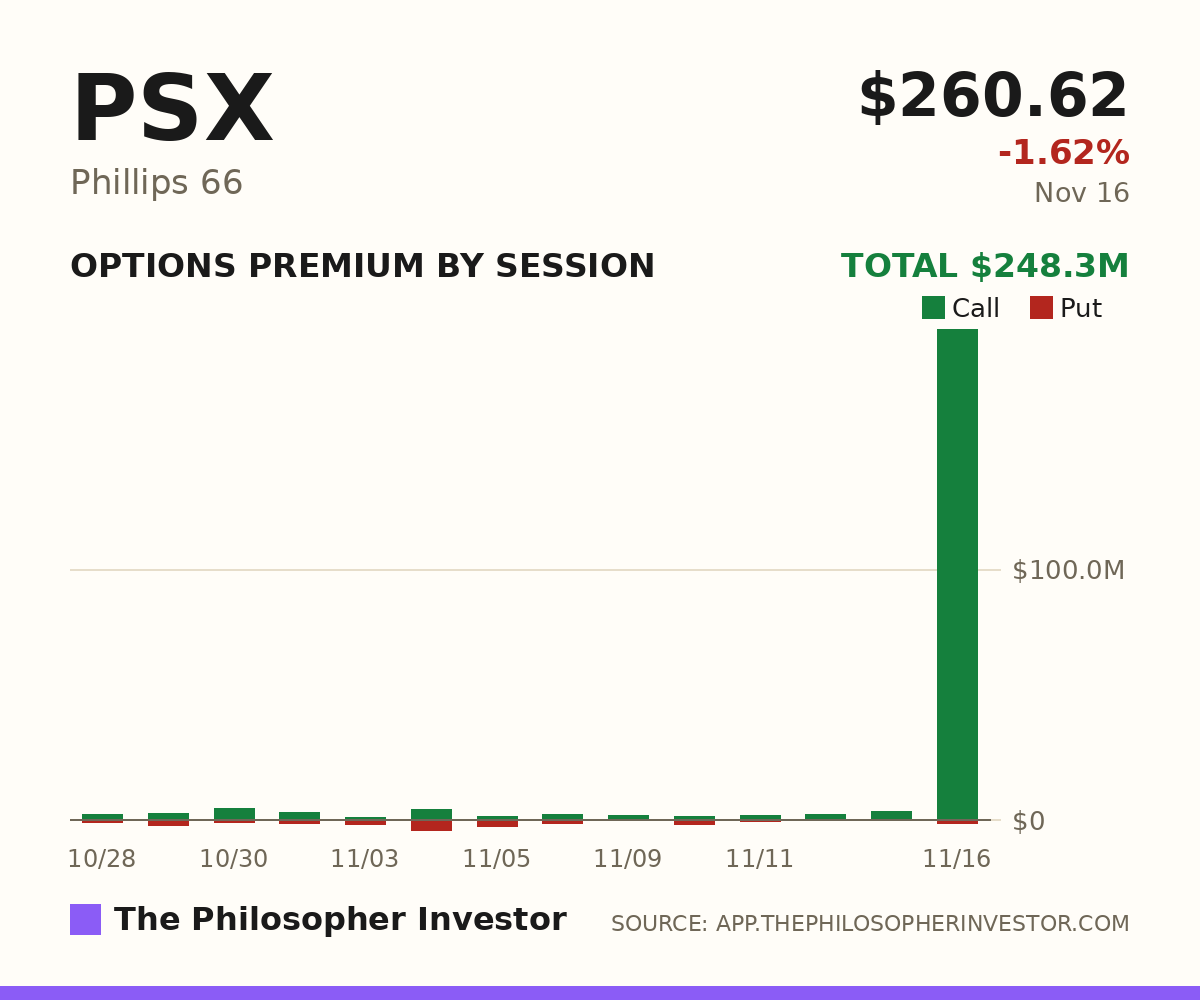 PSX
$260.62
-1.62%
Phillips 66
Nov 16
OPTIONS PREMIUM BY SESSION
TOTAL $248.3M
Call
Put
$100.0M
$0
10/28
10/30
11/03
11/05
11/09
11/11
11/16
The Philosopher Investor
SOURCE: APP.THEPHILOSOPHERINVESTOR.COM